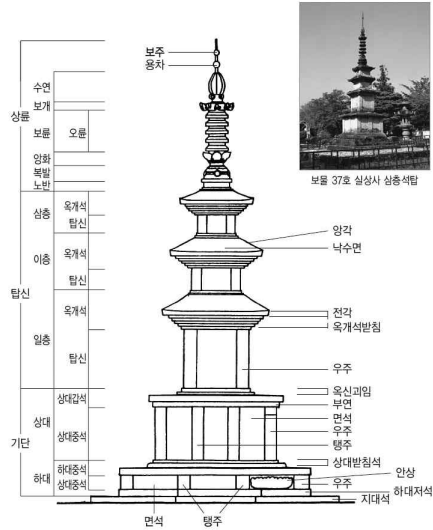 보주
용차
수연
보개
상륜
보륜
오륜
앙화
복발
노반
보물 37호 실상사 삼층석탑
삼층
옥개석
탑신
앙각
낙수면
이층
옥개석
탑신
탑신
전각
옥개석받침
일층
옥개석
탑신
우주
옥신괴임
부연
상대갑석
면석
우주
탱주
상대
상대중석
기단
상대받침석
안상
하대
하대중석
상대중석
우주
하대저석
지대석
면석
탱주